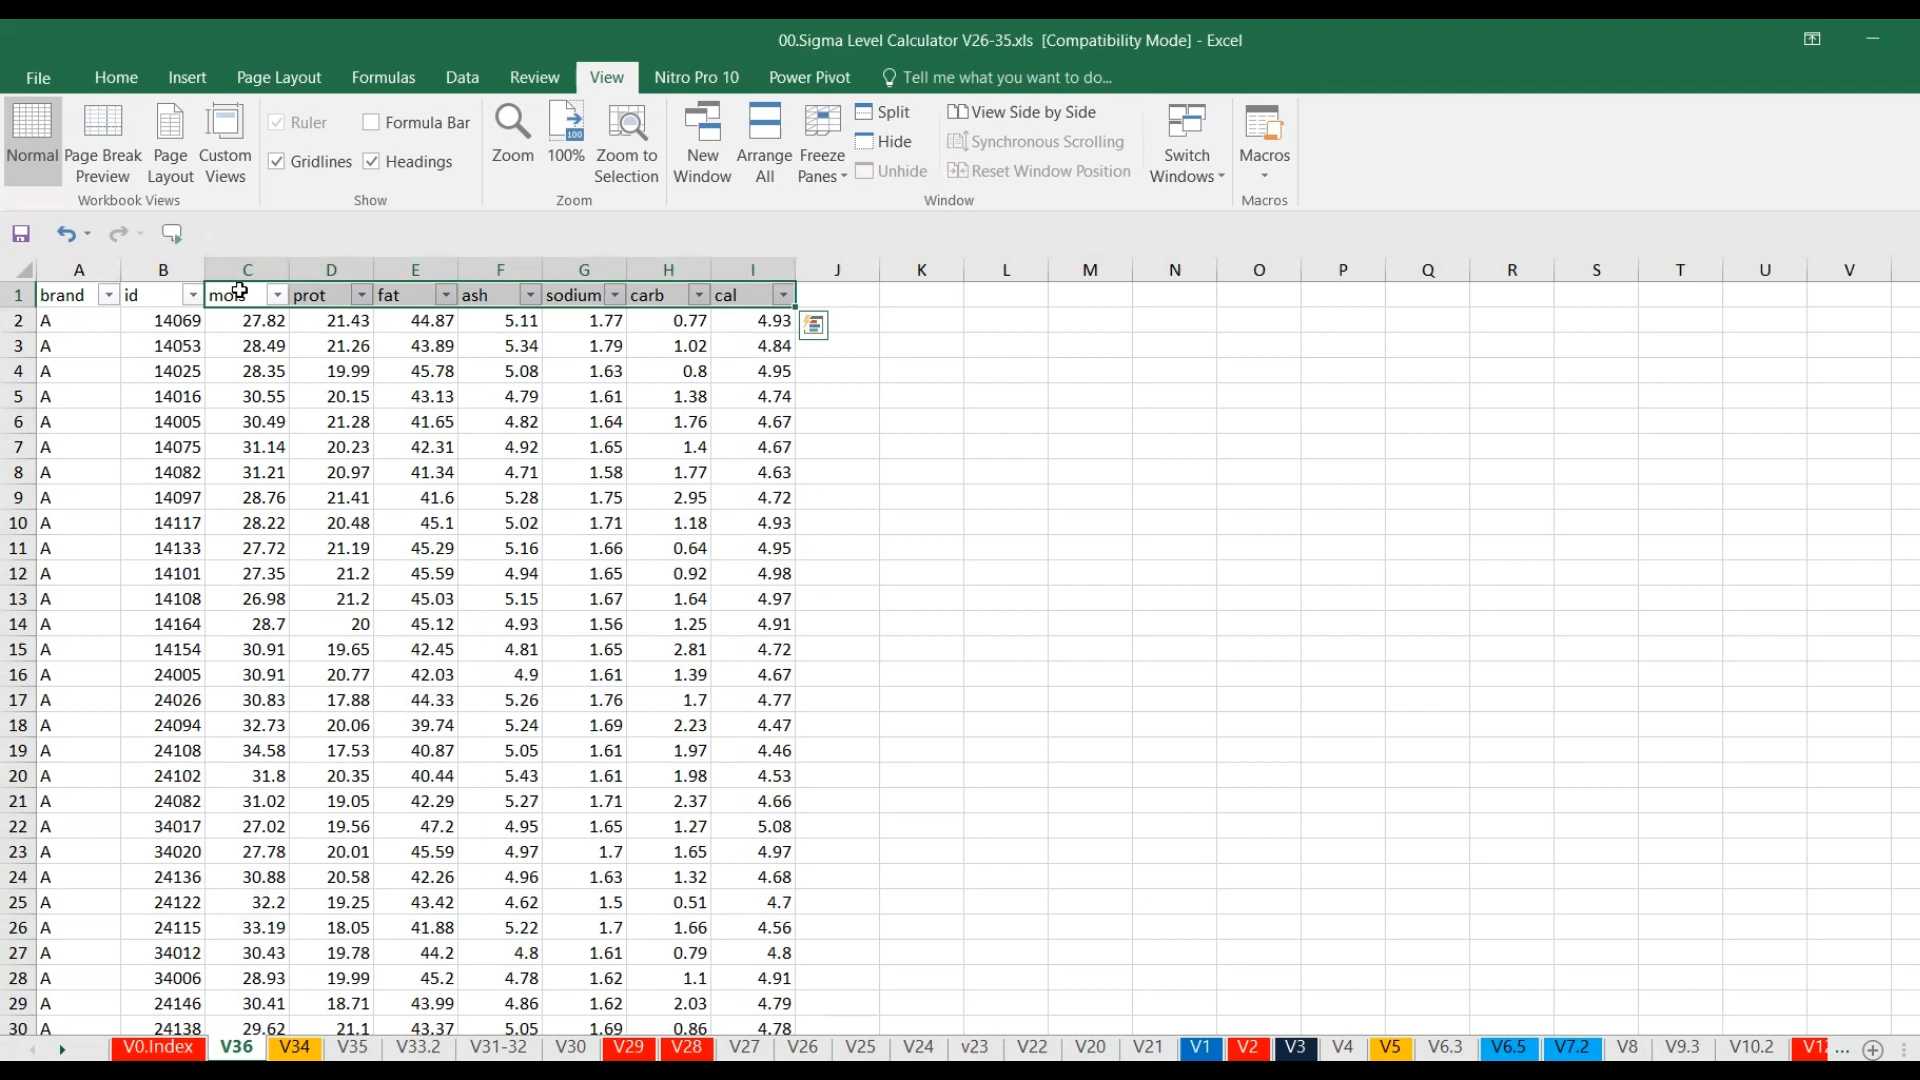 00.Sigma Level Calculator V26-35.xls [Compatibility Mode] - Excel
File Home Insert Page Layout Formulas Data Review View Nitro Pro 10 Power Pivot Tell me what you want to do...
Normal Page Break Preview Page Layout Custom Views
Workbook Views
Ruler Formula Bar
Gridlines Headings
Show
Zoom 100% Zoom to Selection
Zoom
New Window Arrange All Freeze Panes
Split
Hide
Unhide
View Side by Side
Synchronous Scrolling
Reset Window Position
Window
Switch Windows
Macros
Macros
A B C D E F G H I J K L M N O P Q R S T U V
1 brand id mois prot fat ash sodium carb cal
2 A 14069 27.82 21.43 44.87 5.11 1.77 0.77 4.93
3 A 14053 28.49 21.26 43.89 5.34 1.79 1.02 4.84
4 A 14025 28.35 19.99 45.78 5.08 1.63 0.8 4.95
5 A 14016 30.55 20.15 43.13 4.79 1.61 1.38 4.74
6 A 14005 30.49 21.28 41.65 4.82 1.64 1.76 4.67
7 A 14075 31.14 20.23 42.31 4.92 1.65 1.4 4.67
8 A 14082 31.21 20.97 41.34 4.71 1.58 1.77 4.63
9 A 14097 28.76 21.41 41.6 5.28 1.75 2.95 4.72
10 A 14117 28.22 20.48 45.1 5.02 1.71 1.18 4.93
11 A 14133 27.72 21.19 45.29 5.16 1.66 0.64 4.95
12 A 14101 27.35 21.2 45.59 4.94 1.65 0.92 4.98
13 A 14108 26.98 21.2 45.03 5.15 1.67 1.64 4.97
14 A 14164 28.7 20 45.12 4.93 1.56 1.25 4.91
15 A 14154 30.91 19.65 42.45 4.81 1.65 2.81 4.72
16 A 24005 30.91 20.77 42.03 4.9 1.61 1.39 4.67
17 A 24026 30.83 17.88 44.33 5.26 1.76 1.7 4.77
18 A 24094 32.73 20.06 39.74 5.24 1.69 2.23 4.47
19 A 24108 34.58 17.53 40.87 5.05 1.61 1.97 4.46
20 A 24102 31.8 20.35 40.44 5.43 1.61 1.98 4.53
21 A 24082 31.02 19.05 42.29 5.27 1.71 2.37 4.66
22 A 34017 27.02 19.56 47.2 4.95 1.65 1.27 5.08
23 A 34020 27.78 20.01 45.59 4.97 1.7 1.65 4.97
24 A 24136 30.88 20.58 42.26 4.96 1.63 1.32 4.68
25 A 24122 32.2 19.25 43.42 4.62 1.5 0.51 4.7
26 A 24115 33.19 18.05 41.88 5.22 1.7 1.66 4.56
27 A 34012 30.43 19.78 44.2 4.8 1.61 0.79 4.8
28 A 34006 28.93 19.99 45.2 4.78 1.62 1.1 4.91
29 A 24146 30.41 18.71 43.99 4.86 1.62 2.03 4.79
30 A 24138 29.62 21.1 43.37 5.05 1.69 0.86 4.78
V0.Index V36 V34 V35 V33.2 V31-32 V30 V29 V28 V27 V26 V25 V24 v23 V22 V20 V21 V1 V2 V3 V4 V5 V6.3 V6.5 V7.2 V8 V9.3 V10.2 ...